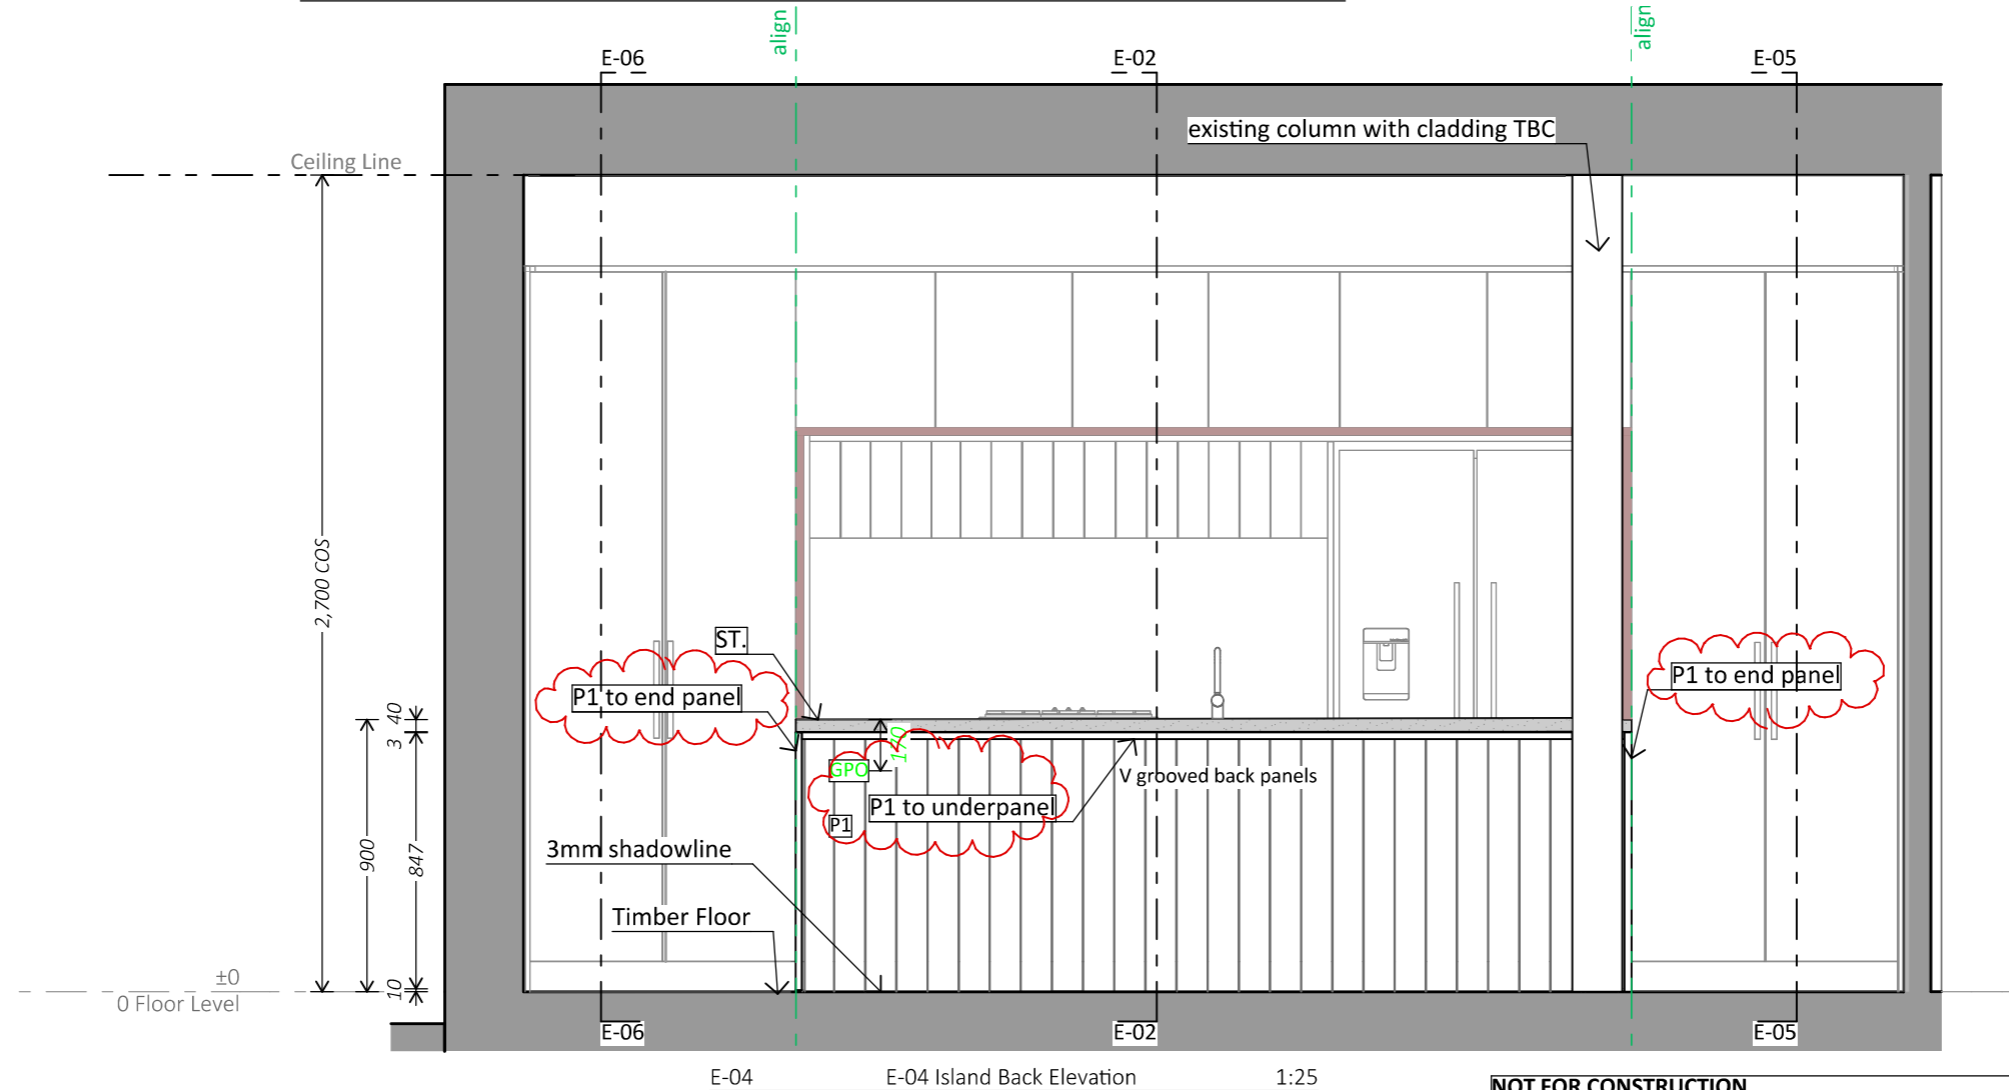 align
align
E-06
E-02
E-05
existing column with cladding TBC
Ceiling Line
2,700 COS
ST.
P1 to end panel
P1 to end panel
40
3
170
GPO
V grooved back panels
P1 to underpanel
P1
900
847
3mm shadowline
Timber Floor
±0
10
0 Floor Level
E-06
E-02
E-05
E-04
E-04 Island Back Elevation
1:25
NOT FOR CONSTRUCTION